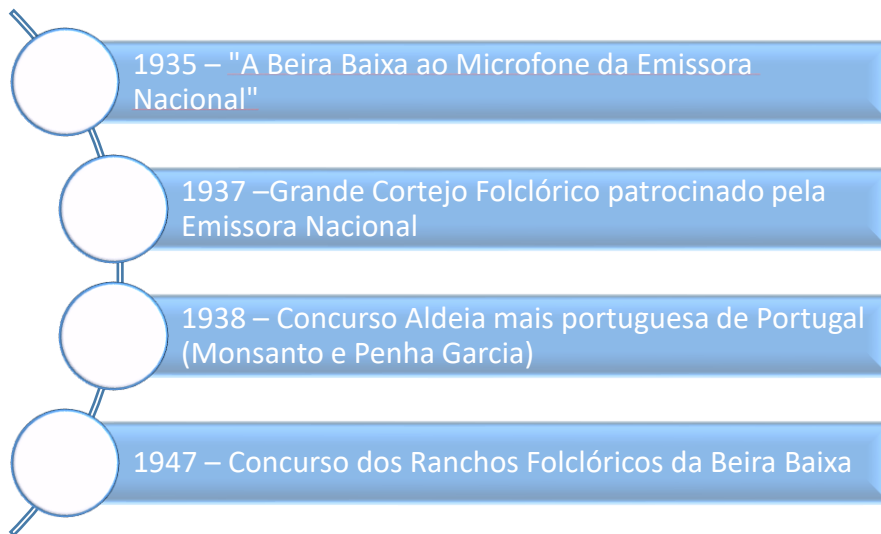 1935 – "A Beira Baixa ao Microfone da Emissora
Nacional"
1937 –Grande Cortejo Folclórico patrocinado pela
Emissora Nacional
1938 – Concurso Aldeia mais portuguesa de Portugal
(Monsanto e Penha Garcia)
1947 – Concurso dos Ranchos Folclóricos da Beira Baixa